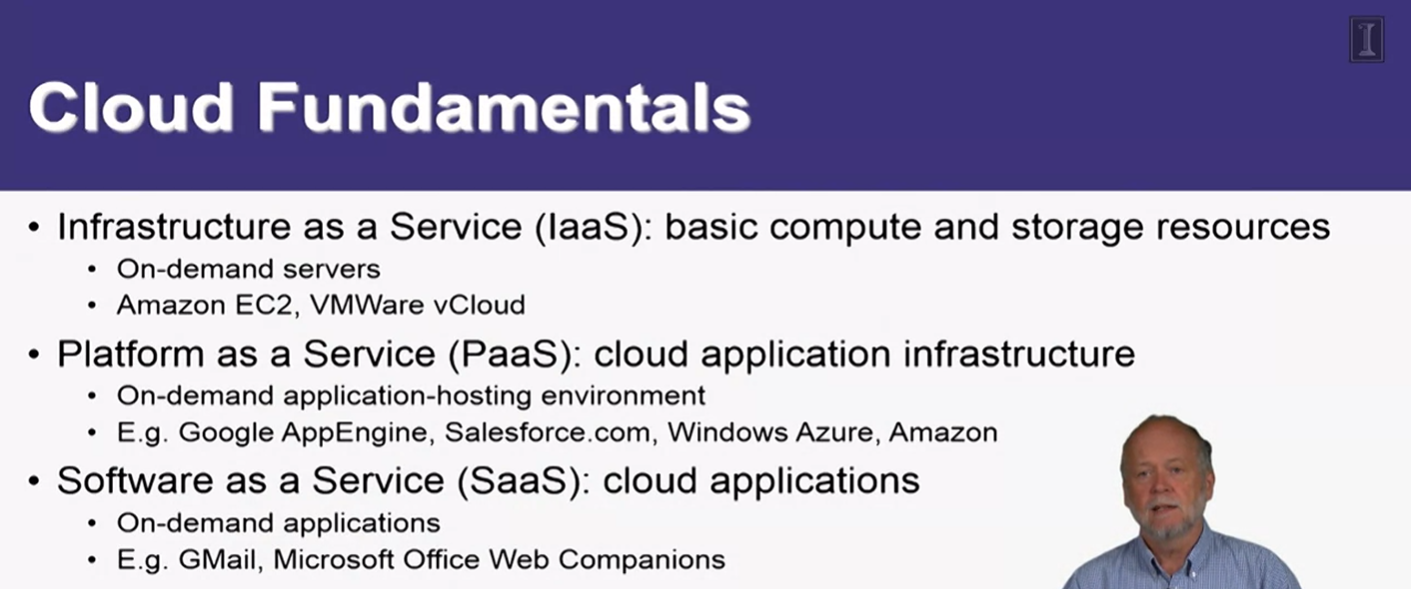 I
Cloud Fundamentals
• Infrastructure as a Service (IaaS): basic compute and storage resources
• On-demand servers
• Amazon EC2, VMWare vCloud
• Platform as a Service (PaaS): cloud application infrastructure
• On-demand application-hosting environment
• E.g. Google AppEngine, Salesforce.com, Windows Azure, Amazon
• Software as a Service (SaaS): cloud applications
• On-demand applications
• E.g. GMail, Microsoft Office Web Companions